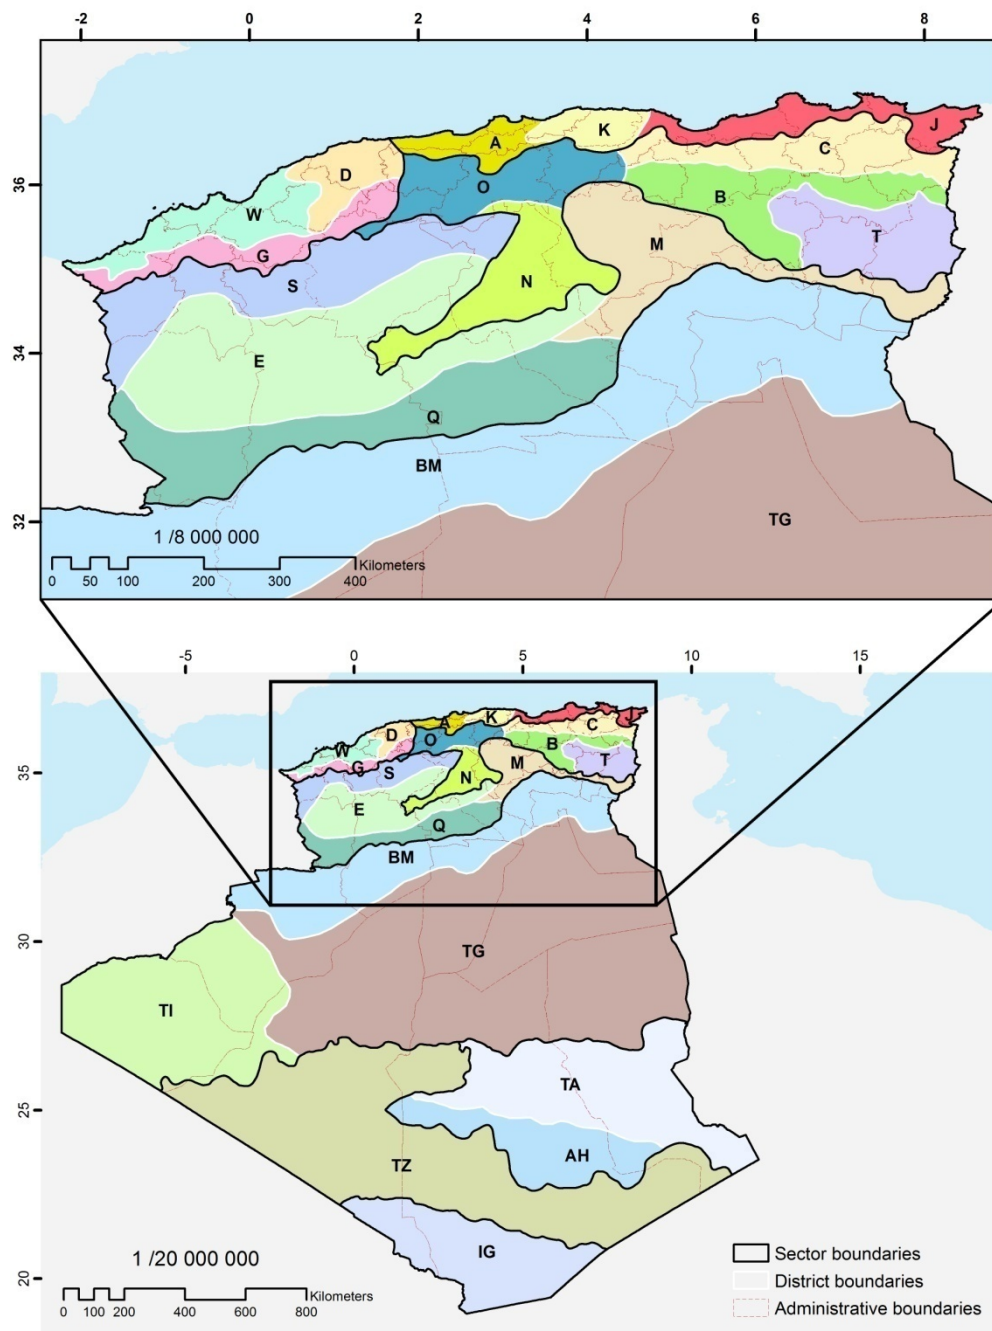 -2 0 2 4 6 8
36
34
32
A
K
J
C
D
O
B
W
T
M
G
S
N
E
Q
BM
TG
1 /8 000 000
Kilometers
0 50 100 200 300 400
-5 0 5 10 15
35
30
25
20
A
K
J
C
D
O
B
W
G
S
T
M
N
E
Q
BM
TG
TI
TA
AH
TZ
IG
1 /20 000 000
Kilometers
0 100 200 400 600 800
Sector boundaries
District boundaries
Administrative boundaries